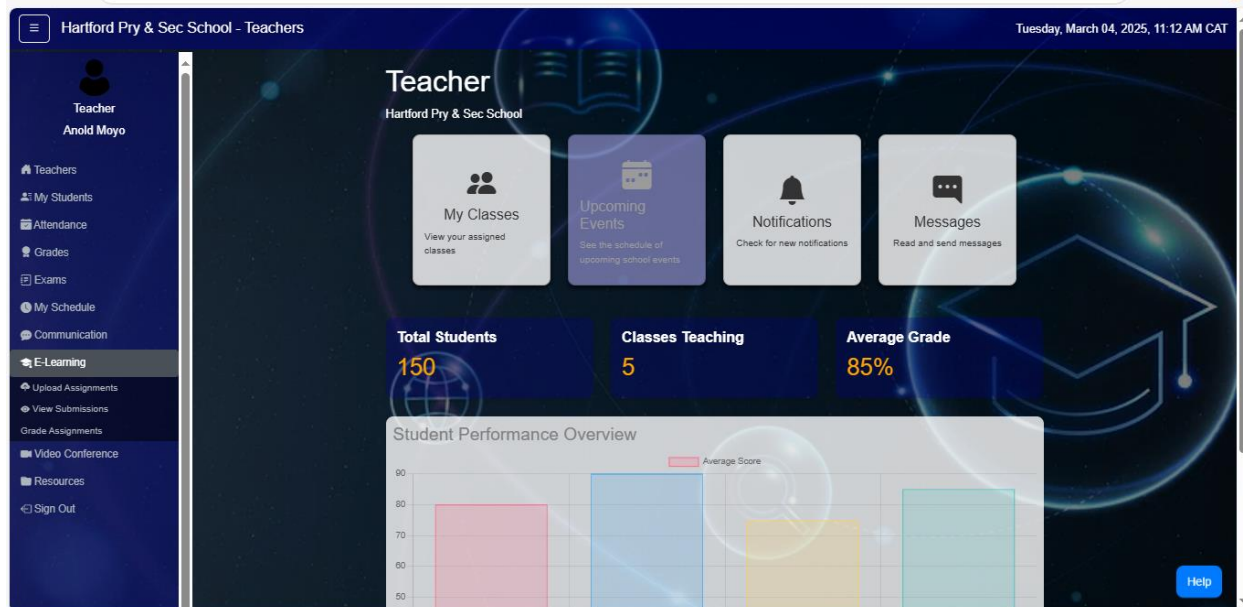 Hartford Pry & Sec School - Teachers
Tuesday, March 04, 2025, 11:12 AM CAT
Teacher
Anold Moyo
Teachers
My Students
Attendance
Grades
Exams
My Schedule
Communication
E-Learning
Upload Assignments
View Submissions
Grade Assignments
Video Conference
Resources
Sign Out
Teacher
Hartford Pry & Sec School
My Classes
View your assigned
classes
Upcoming
Events
See the schedule of
upcoming school events
Notifications
Check for new notifications
Messages
Read and send messages
Total Students
150
Classes Teaching
5
Average Grade
85%
Student Performance Overview
Average Score
90
80
70
60
50
Help